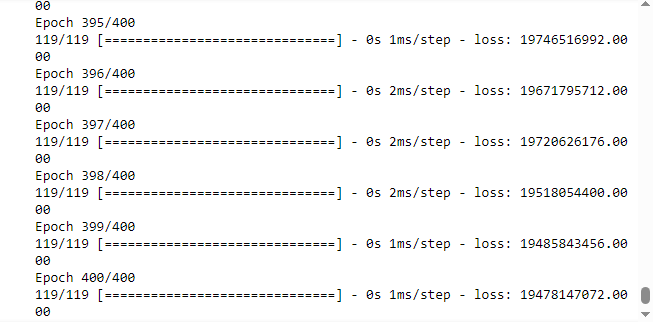 00
Epoch 395/400
119/119 [==============================] - 0s 1ms/step - loss: 19746516992.00
00
Epoch 396/400
119/119 [==============================] - 0s 2ms/step - loss: 19671795712.00
00
Epoch 397/400
119/119 [==============================] - 0s 2ms/step - loss: 19720626176.00
00
Epoch 398/400
119/119 [==============================] - 0s 2ms/step - loss: 19518054400.00
00
Epoch 399/400
119/119 [==============================] - 0s 1ms/step - loss: 19485843456.00
00
Epoch 400/400
119/119 [==============================] - 0s 1ms/step - loss: 19478147072.00
00